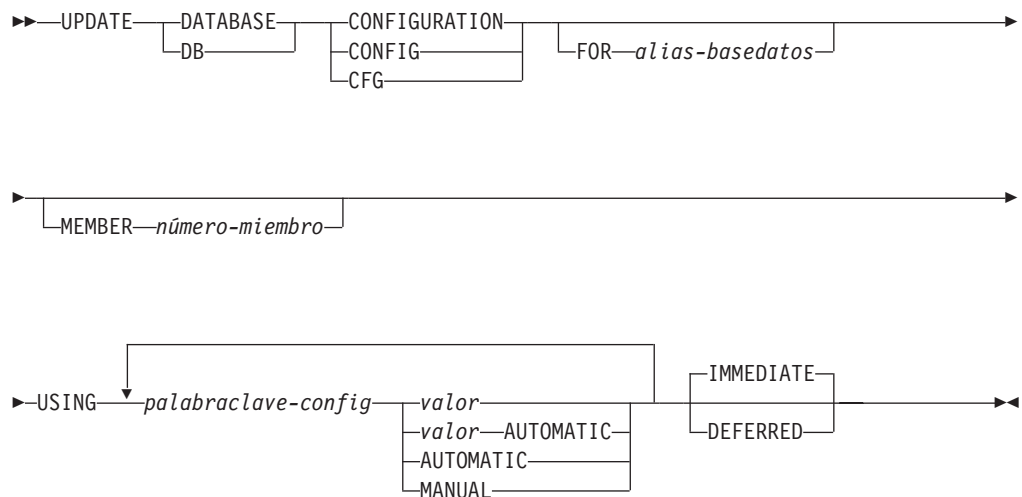 UPDATE DATABASE CONFIGURATION
DB CONFIG FOR alias-basedatos
CFG
MEMBER número-miembro
IMMEDIATE
USING palabraclave-config valor
valor AUTOMATIC DEFERRED
AUTOMATIC
MANUAL